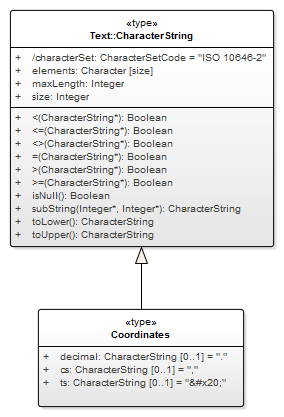 «type»
Text::CharacterString
+ /characterSet: CharacterSetCode = "ISO 10646-2"
+ elements: Character [size]
+ maxLength: Integer
+ size: Integer
+ <(CharacterString*): Boolean
+ <=(CharacterString*): Boolean
+ <>(CharacterString*): Boolean
+ =(CharacterString*): Boolean
+ >(CharacterString*): Boolean
+ >=(CharacterString*): Boolean
+ isNull(): Boolean
+ subString(Integer*, Integer*): CharacterString
+ toLower(): CharacterString
+ toUpper(): CharacterString
«type»
Coordinates
+ decimal: CharacterString [0..1] = "."
+ cs: CharacterString [0..1] = ","
+ ts: CharacterString [0..1] = "&#x20;"